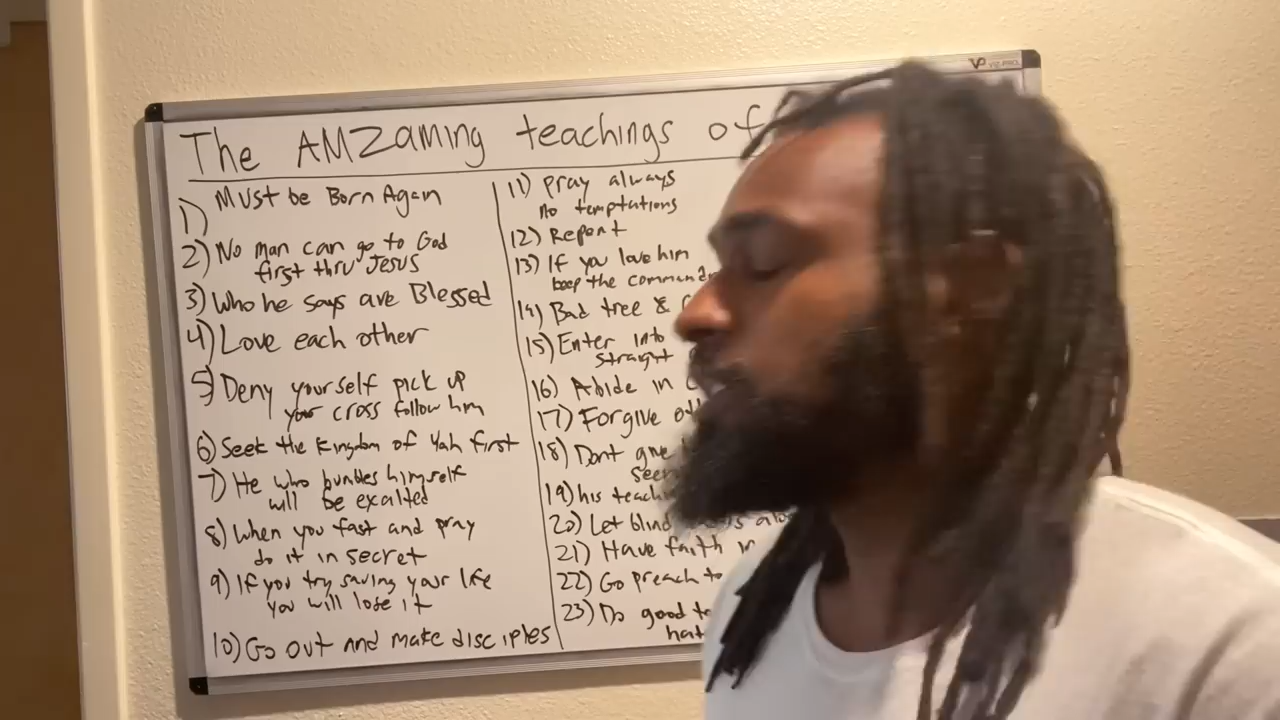 VIZ-PRO
The AMZaming teachings of
1) Must be Born Again
2) No man can go to God
first thru Jesus
3) Who he says are Blessed
4) Love each other
5) Deny yourself pick up
your cross follow him
6) Seek the Kingdom of Yah first
7) He who humbles himself
will be exalted
8) When you fast and pray
do it in secret
9) If you try saving your life
you will lose it
10) Go out and make disciples
11) pray always
no temptations
12) Repent
13) If you love him
keep the command
14) Bad tree &
15) Enter into
straight
16) Abide in
17) Forgive
18) Dont give
19) his
20) Let blind
21) Have faith in
22) Go preach to
23) Do good to